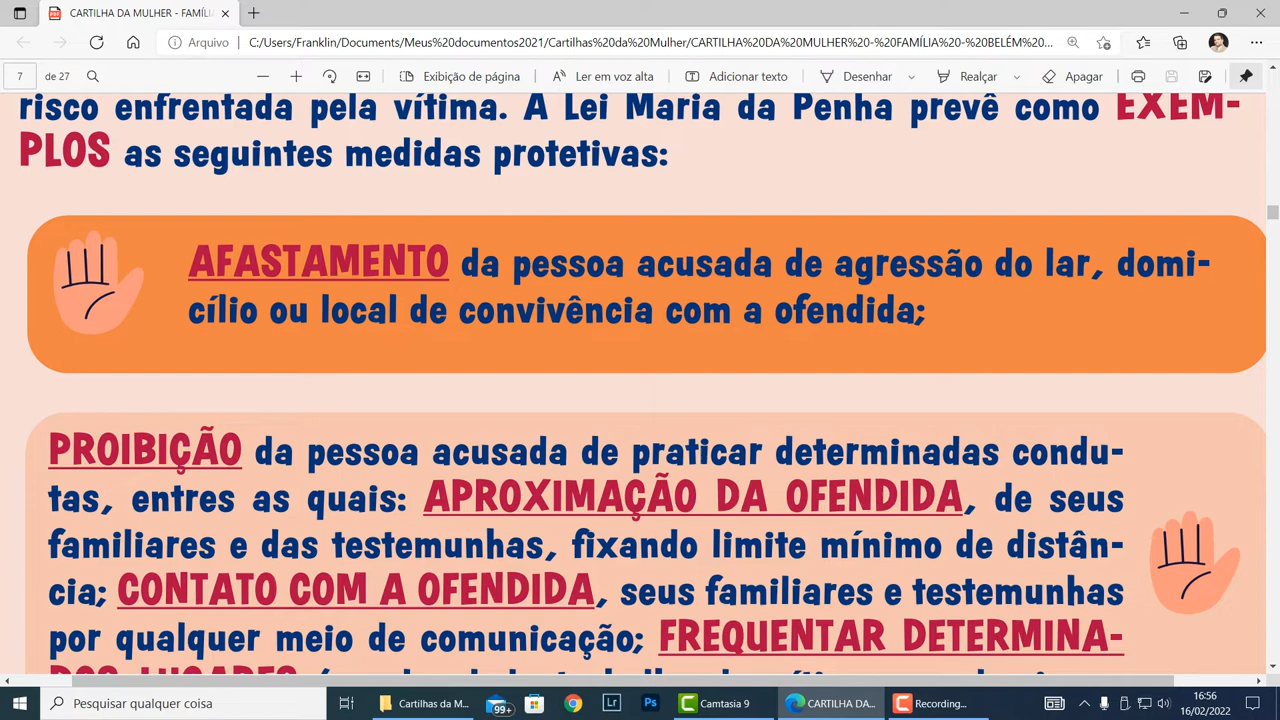 CARTILHA DA MULHER - FAMÍLI
Arquivo
C:/Users/Franklin/Documents/Meus%20documentos2021/Cartilhas%20da%20Mulher/CARTILHA%20DA%20MULHER%20-%20FAMÍLIA%20-%20BELÉM%20...
7 de 27
Exibição de página
Ler em voz alta
Adicionar texto
Desenhar
Realçar
Apagar
risco enfrentada pela vítima. A Lei Maria da Penha prevê como EXEM-
PLOS as seguintes medidas protetivas:
AFASTAMENTO da pessoa acusada de agressão do lar, domi-
cílio ou local de convivência com a ofendida;
PROIBIÇÃO da pessoa acusada de praticar determinadas condu-
tas, entres as quais: APROXIMAÇÃO DA OFENDIDA, de seus
familiares e das testemunhas, fixando limite mínimo de distân-
cia; CONTATO COM A OFENDIDA, seus familiares e testemunhas
por qualquer meio de comunicação; FREQUENTAR DETERMINA-
DOS LUGARES
Pesquisar qualquer coisa
Cartilhas da M...
99+
Lr
Ps
Camtasia 9
CARTILHA DA...
Recording...
16:56
16/02/2022